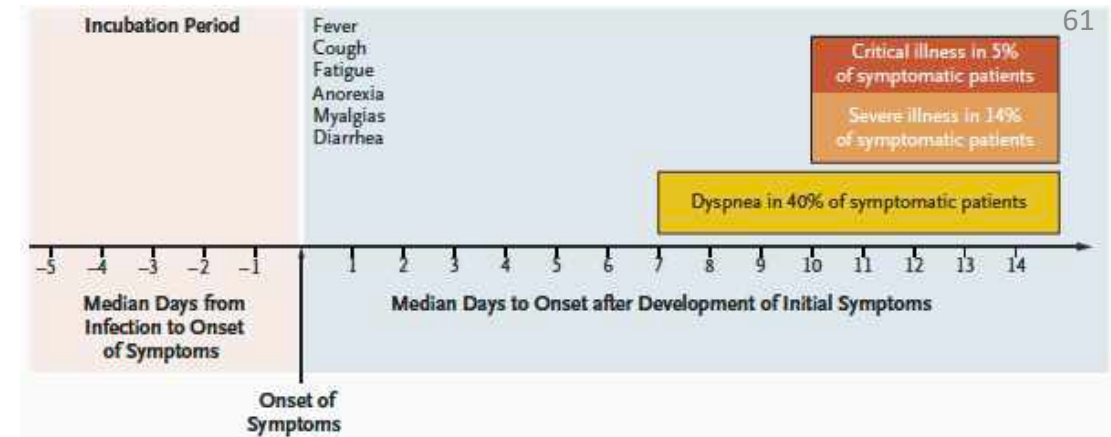 61
Incubation Period
Fever
Cough
Fatigue
Anorexia
Myalgias
Diarrhea
Critical illness in 5%
of symptomatic patients
Severe illness in 14%
of symptomatic patients
Dyspnea in 40% of symptomatic patients
–5 –4 –3 –2 –1 1 2 3 4 5 6 7 8 9 10 11 12 13 14
Median Days from
Infection to Onset
of Symptoms
Median Days to Onset after Development of Initial Symptoms
Onset of
Symptoms